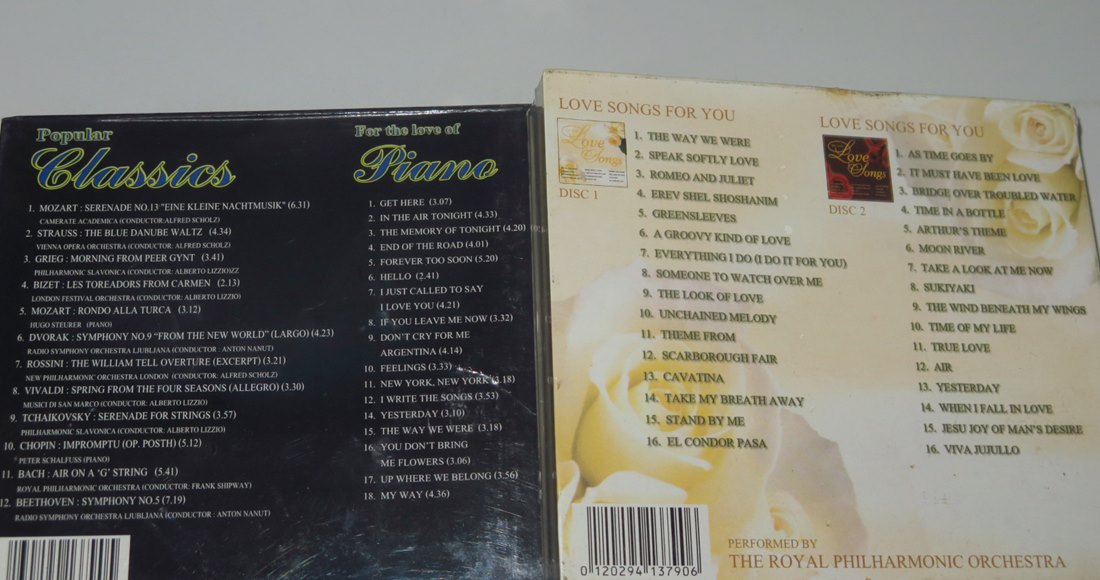 Popular
Classics
1. MOZART : SERENADE NO.13 "EINE KLEINE NACHTMUSIK" (6.31)
CAMERATE ACADEMICA (CONDUCTOR:ALFRED SCHOLZ)
2. STRAUSS : THE BLUE DANUBE WALTZ (4.34)
VIENNA OPERA ORCHESTRA (CONDUCTOR: ALFRED SCHOLZ)
3. GRIEG : MORNING FROM PEER GYNT (3.41)
PHILHARMONIC SLAVONICA (CONDUCTOR: ALBERTO LIZZIO)ZZ
4. BIZET : LES TOREADORS FROM CARMEN (2.13)
LONDON FESTIVAL ORCHESTRA (CONDUCTOR: ALBERTO LIZZIO)
5. MOZART : RONDO ALLA TURCA (3.12)
HUGO STEURER (PIANO)
6. DVORAK : SYMPHONY NO.9 "FROM THE NEW WORLD" (LARGO) (4.23)
RADIO SYMPHONY ORCHESTRA LJUBLJANA (CONDUCTOR : ANTON NANUT)
7. ROSSINI : THE WILLIAM TELL OVERTURE (EXCERPT) (3.21)
NEW PHILHARMONIC ORCHESTRA LONDON (CONDUCTOR: ALFRED SCHOLZ)
8. VIVALDI : SPRING FROM THE FOUR SEASONS (ALLEGRO) (3.30)
MUSICI DI SAN MARCO (CONDUCTOR: ALBERTO LIZZIO)
9. TCHAIKOVSKY : SERENADE FOR STRINGS (3.57)
PHILHARMONIC SLAVONICA (CONDUCTOR: ALBERTO LIZZIO)
10. CHOPIN : IMPROMPTU (OP. POSTH) (5.12)
PETER SCHALFUSS (PIANO)
11. BACH : AIR ON A 'G' STRING (5.41)
ROYAL PHILHARMONIC ORCHESTRA (CONDUCTOR: FRANK SHIPWAY)
12. BEETHOVEN : SYMPHONY NO.5 (7.19)
RADIO SYMPHONY ORCHESTRA LJUBLJANA (CONDUCTOR : ANTON NANUT)
For the love of
Piano
1. GET HERE (3.07)
2. IN THE AIR TONIGHT (4.33)
3. THE MEMORY OF TONIGHT (4.20)
4. END OF THE ROAD (4.01)
5. FOREVER TOO SOON (5.20)
6. HELLO (2.41)
7. I JUST CALLED TO SAY
I LOVE YOU (4.21)
8. IF YOU LEAVE ME NOW (3.32)
9. DON'T CRY FOR ME
ARGENTINA (4.14)
10. FEELINGS (3.33)
11. NEW YORK, NEW YORK (3.18)
12. I WRITE THE SONGS (3.53)
14. YESTERDAY (3.10)
15. THE WAY WE WERE (3.18)
16. YOU DON'T BRING
ME FLOWERS (3.06)
17. UP WHERE WE BELONG (3.56)
18. MY WAY (4.36)
LOVE SONGS FOR YOU
Love
Songs
DISC 1
1. THE WAY WE WERE
2. SPEAK SOFTLY LOVE
3. ROMEO AND JULIET
4. EREV SHEL SHOSHANIM
5. GREENSLEEVES
6. A GROOVY KIND OF LOVE
7. EVERYTHING I DO (I DO IT FOR YOU)
8. SOMEONE TO WATCH OVER ME
9. THE LOOK OF LOVE
10. UNCHAINED MELODY
11. THEME FROM
12. SCARBOROUGH FAIR
13. CAVATINA
14. TAKE MY BREATH AWAY
15. STAND BY ME
16. EL CONDOR PASA
LOVE SONGS FOR YOU
Love
Songs
DISC 2
1. AS TIME GOES BY
2. IT MUST HAVE BEEN LOVE
3. BRIDGE OVER TROUBLED WATER
4. TIME IN A BOTTLE
5. ARTHUR'S THEME
6. MOON RIVER
7. TAKE A LOOK AT ME NOW
8. SUKIYAKI
9. THE WIND BENEATH MY WINGS
10. TIME OF MY LIFE
11. TRUE LOVE
12. AIR
13. YESTERDAY
14. WHEN I FALL IN LOVE
15. JESU JOY OF MAN'S DESIRE
16. VIVA JUJULLO
0 120294 137906
PERFORMED BY
THE ROYAL PHILHARMONIC ORCHESTRA